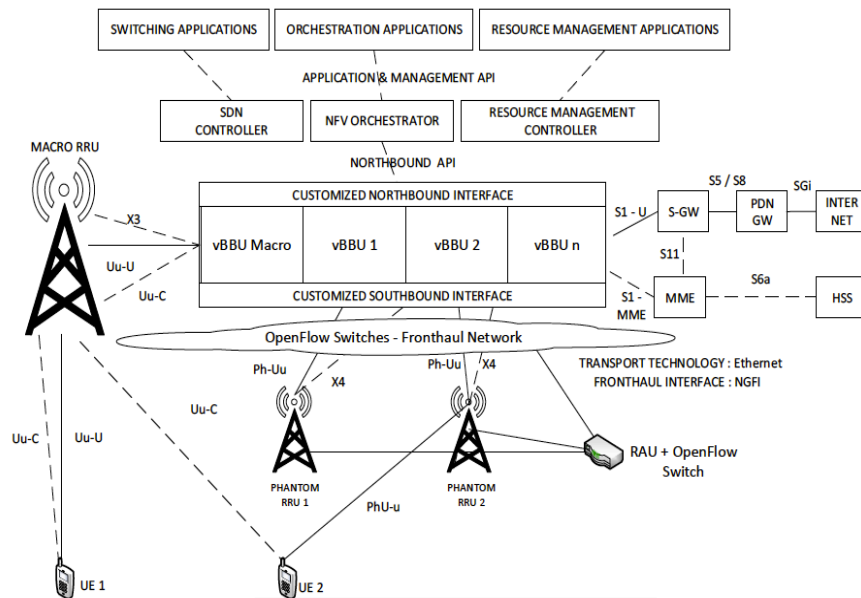 SWITCHING APPLICATIONS
ORCHESTRATION APPLICATIONS
RESOURCE MANAGEMENT APPLICATIONS
APPLICATION & MANAGEMENT API
SDN
CONTROLLER
NFV ORCHESTRATOR
RESOURCE MANAGEMENT
CONTROLLER
MACRO RRU
NORTHBOUND API
CUSTOMIZED NORTHBOUND INTERFACE
S5 / S8
SGi
X3
S1 - U
S-GW
PDN
GW
INTER
NET
vBBU Macro
vBBU 1
vBBU 2
vBBU n
Uu-U
S11
Uu-C
S6a
CUSTOMIZED SOUTHBOUND INTERFACE
S1 -
MME
MME
HSS
OpenFlow Switches - Fronthaul Network
TRANSPORT TECHNOLOGY : Ethernet
FRONTHAUL INTERFACE : NGFI
Ph-Uu
X4
Ph-Uu
X4
Uu-C
Uu-C
Uu-U
RAU + OpenFlow
Switch
PHANTOM
RRU 1
PHANTOM
RRU 2
PhU-u
UE 1
UE 2